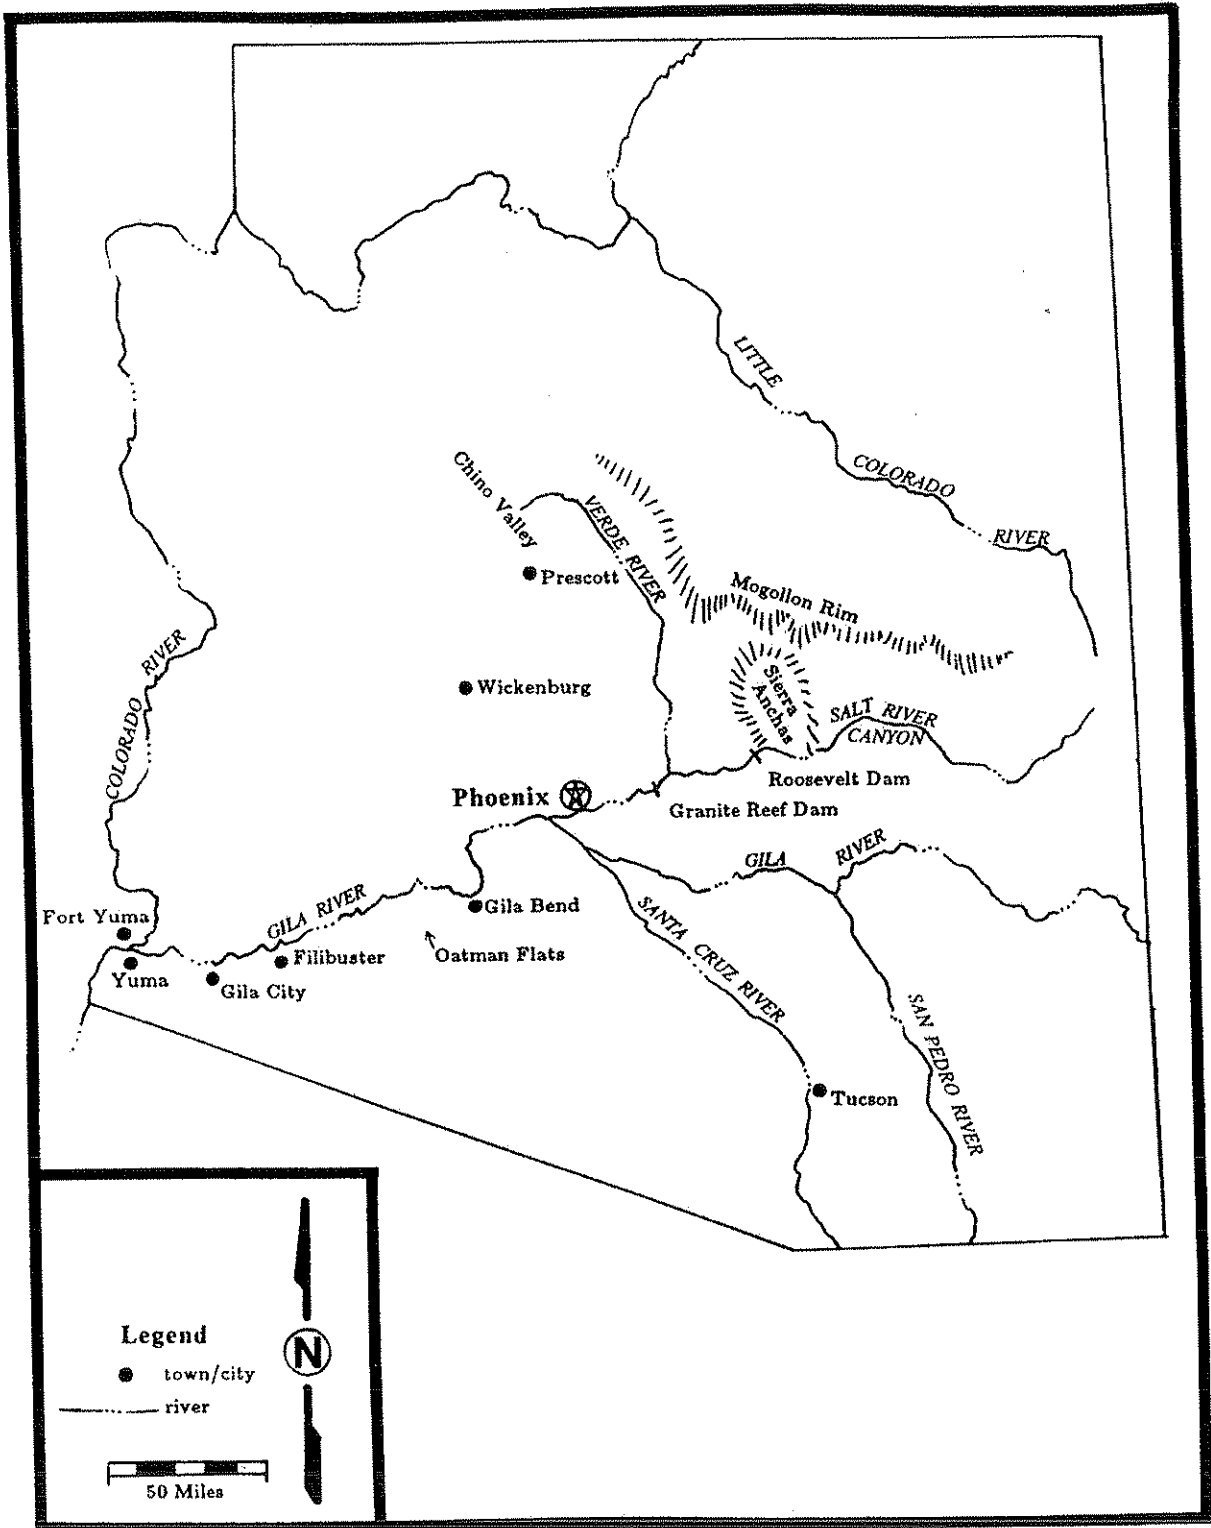 LITTLE
COLORADO
RIVER
Chino Valley
VERDE RIVER
Prescott
Mogollon Rim
COLORADO RIVER
Wickenburg
Sierra
Anchas
SALT RIVER
CANYON
Roosevelt Dam
Phoenix
Granite Reef Dam
GILA RIVER
GILA RIVER
Gila Bend
Fort Yuma
Oatman Flats
Filibuster
Yuma
Gila City
SANTA CRUZ RIVER
SAN PEDRO RIVER
Tucson
Legend
town/city
river
N
50 Miles